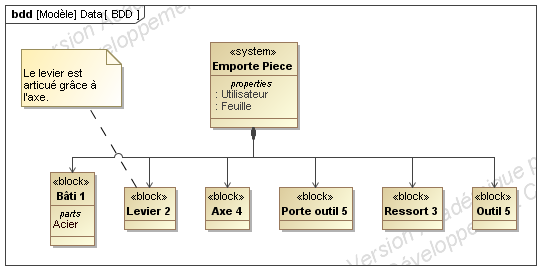 bdd [Modèle] Data [ BDD ]
Le levier est
articué grâce à
l'axe.
«system»
Emporte Piece
properties
: Utilisateur
: Feuille
«block»
Bâti 1
parts
Acier
«block»
Levier 2
«block»
Axe 4
«block»
Porte outil 5
«block»
Ressort 3
«block»
Outil 5